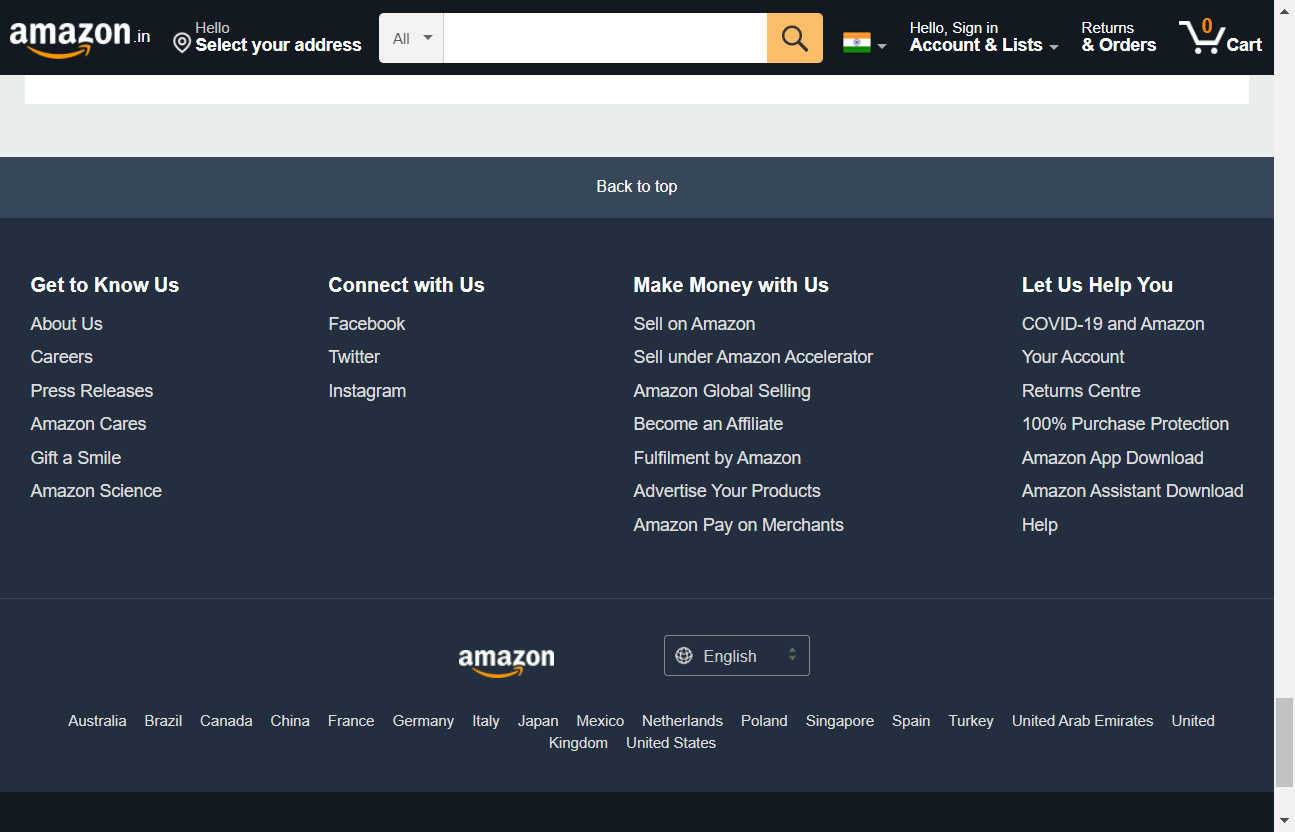 amazon.in
Hello
Select your address
All
Hello, Sign in
Account & Lists
Returns
& Orders
0
Cart
Back to top
Get to Know Us
About Us
Careers
Press Releases
Amazon Cares
Gift a Smile
Amazon Science
Connect with Us
Facebook
Twitter
Instagram
Make Money with Us
Sell on Amazon
Sell under Amazon Accelerator
Amazon Global Selling
Become an Affiliate
Fulfilment by Amazon
Advertise Your Products
Amazon Pay on Merchants
Let Us Help You
COVID-19 and Amazon
Your Account
Returns Centre
100% Purchase Protection
Amazon App Download
Amazon Assistant Download
Help
amazon
English
Australia Brazil Canada China France Germany Italy Japan Mexico Netherlands Poland Singapore Spain Turkey United Arab Emirates United
Kingdom United States